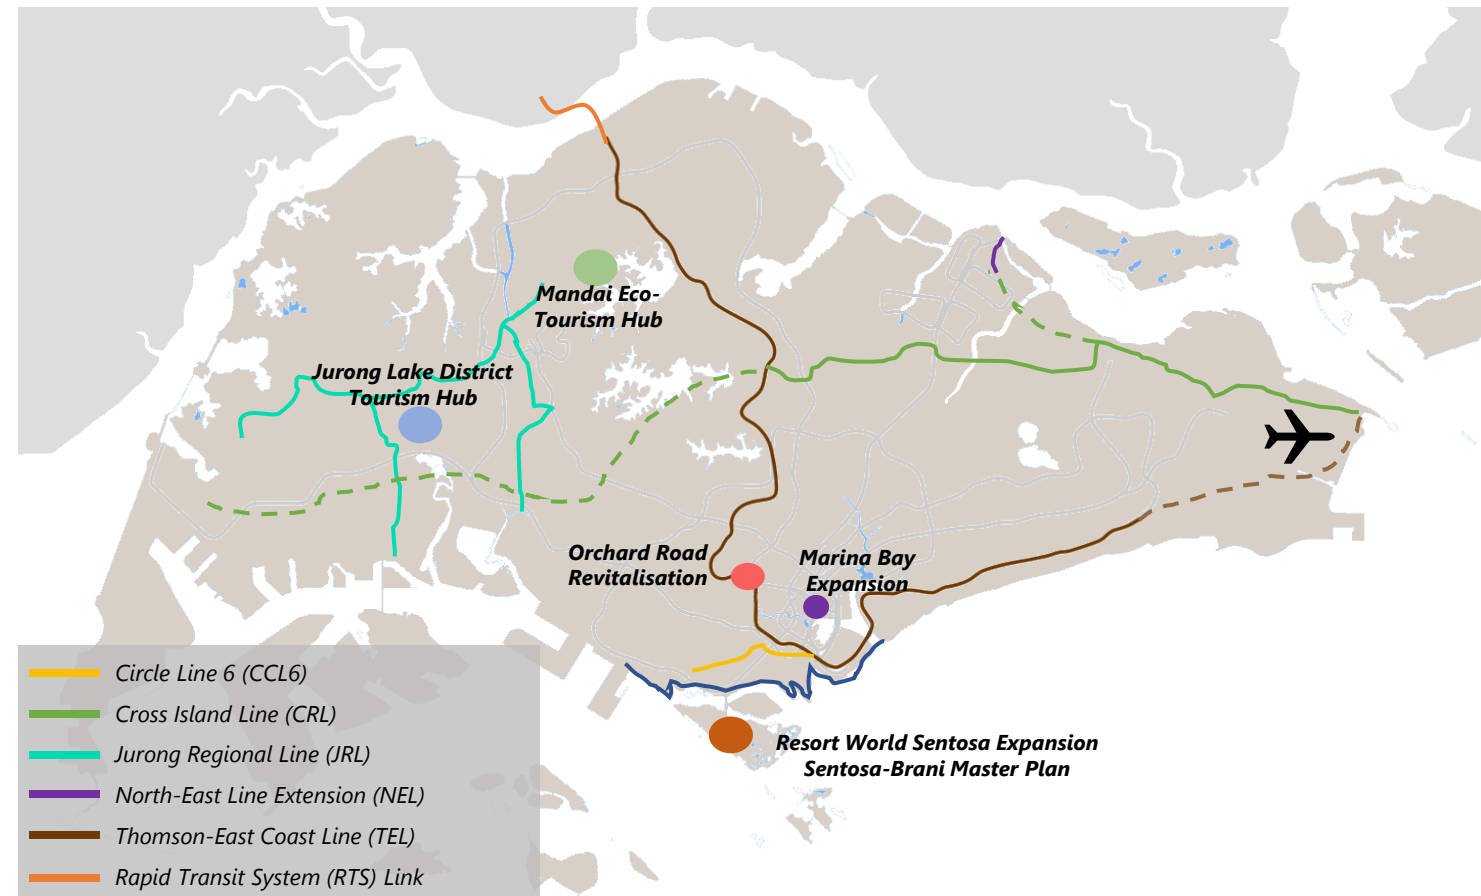 Mandai Eco-
Tourism Hub
Jurong Lake District
Tourism Hub
Orchard Road
Revitalisation
Marina Bay
Expansion
Resort World Sentosa Expansion
Sentosa-Brani Master Plan
Circle Line 6 (CCL6)
Cross Island Line (CRL)
Jurong Regional Line (JRL)
North-East Line Extension (NEL)
Thomson-East Coast Line (TEL)
Rapid Transit System (RTS) Link